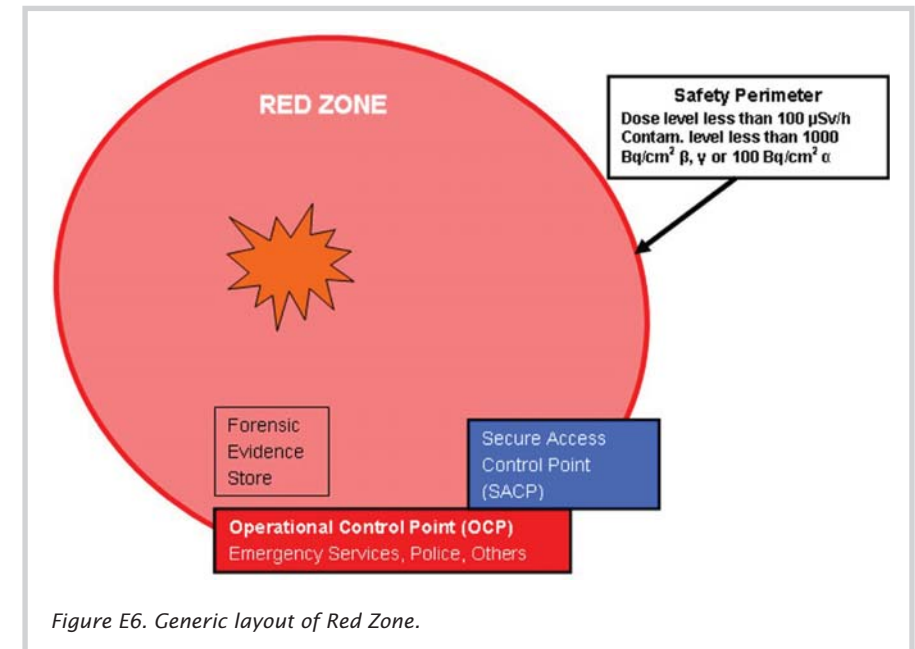 RED ZONE
Safety Perimeter
Dose level less than 100 µSv/h
Contam. level less than 1000
Bq/cm² β, γ or 100 Bq/cm² α
Forensic
Evidence
Store
Secure Access
Control Point
(SACP)
Operational Control Point (OCP)
Emergency Services, Police, Others
Figure E6. Generic layout of Red Zone.